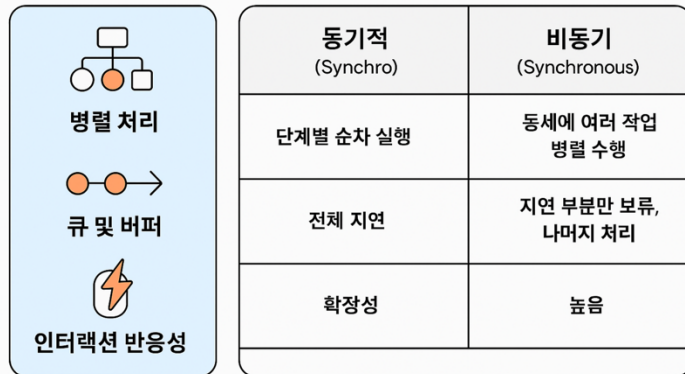 병렬 처리
큐 및 버퍼
인터랙션 반응성
동기적
(Synchro)
비동기
(Synchronous)
단계별 순차 실행
동세에 여러 작업
병렬 수행
전체 지연
지연 부분만 보류,
나머지 처리
확장성
높음